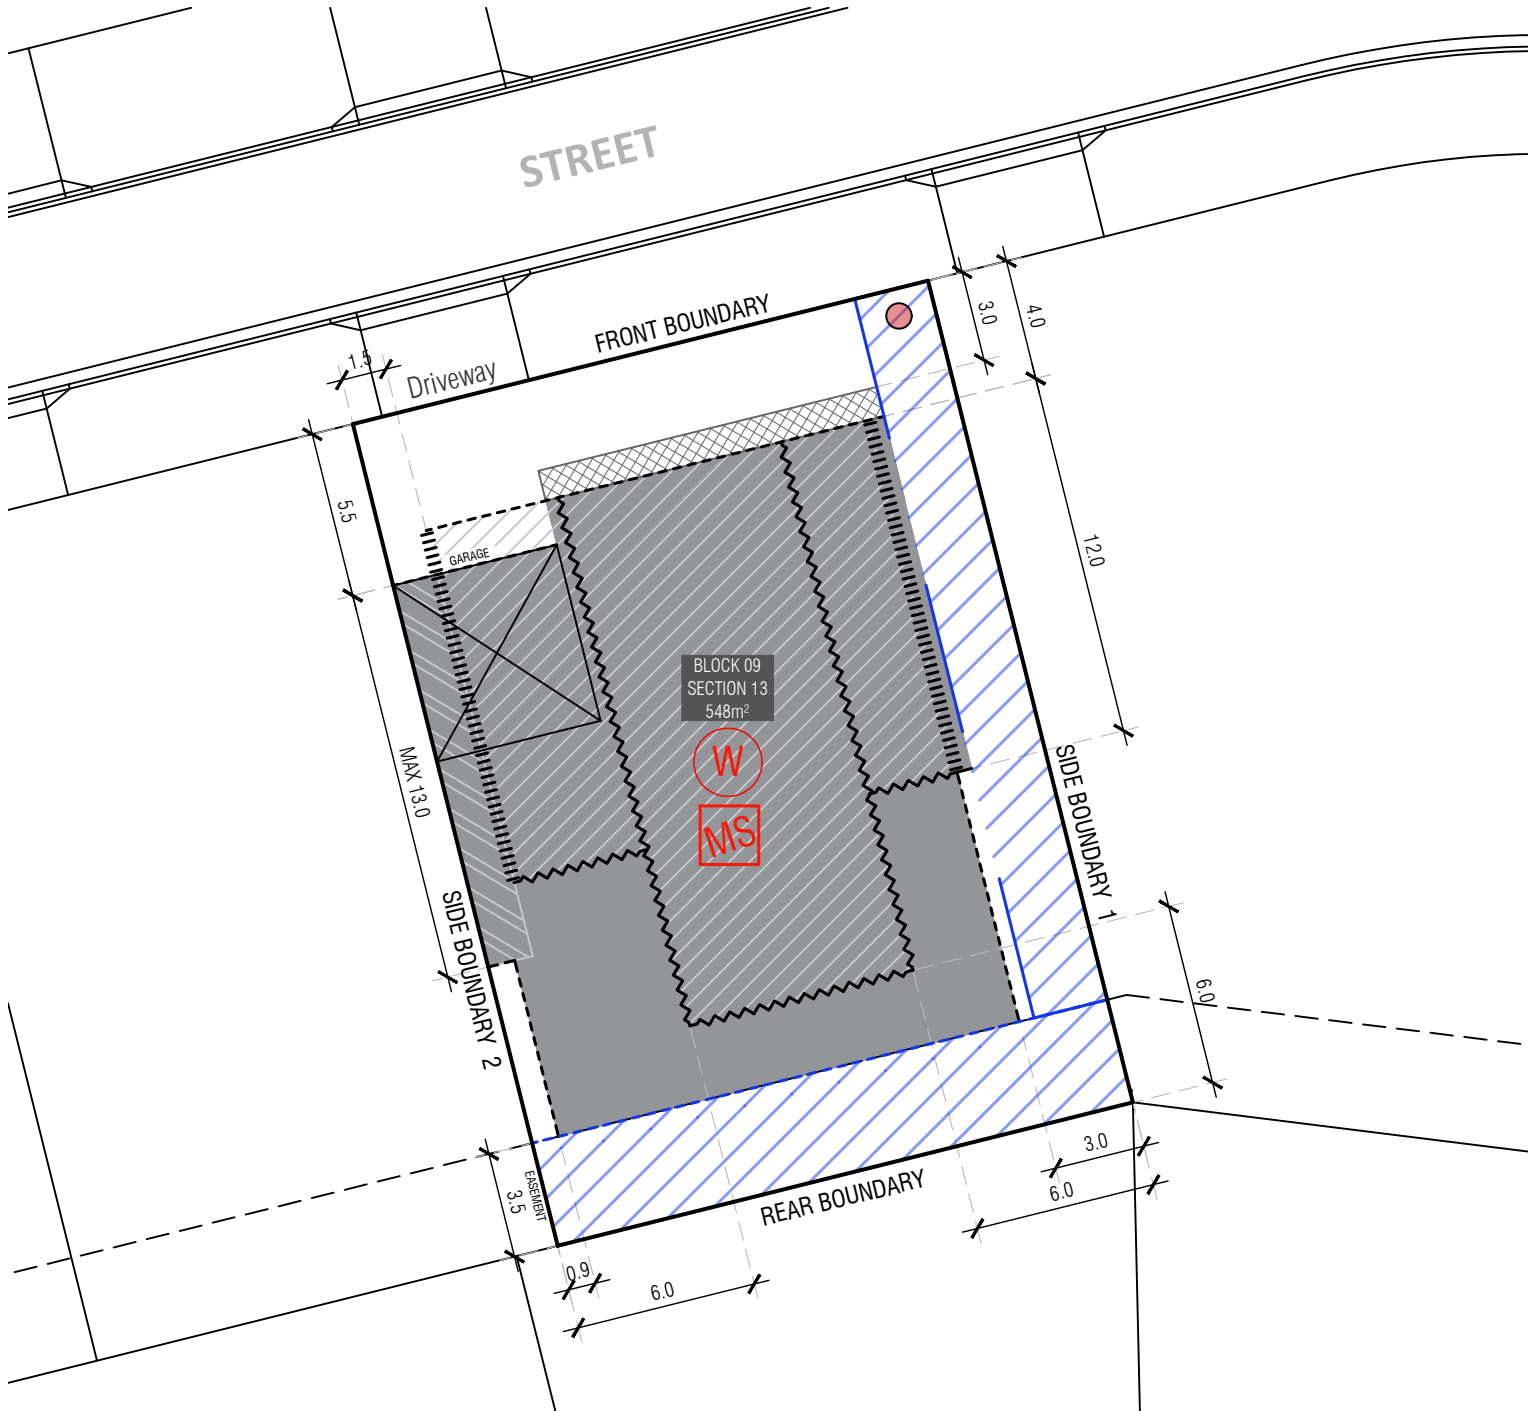 STREET
FRONT BOUNDARY
3.0
4.0
1.5
Driveway
5.5
GARAGE
12.0
BLOCK 09
SECTION 13
548m²
W
MAX 13.0
MS
SIDE BOUNDARY 1
SIDE BOUNDARY 2
6.0
3.0
EASEMENT
3.5
REAR BOUNDARY
6.0
0.9
6.0